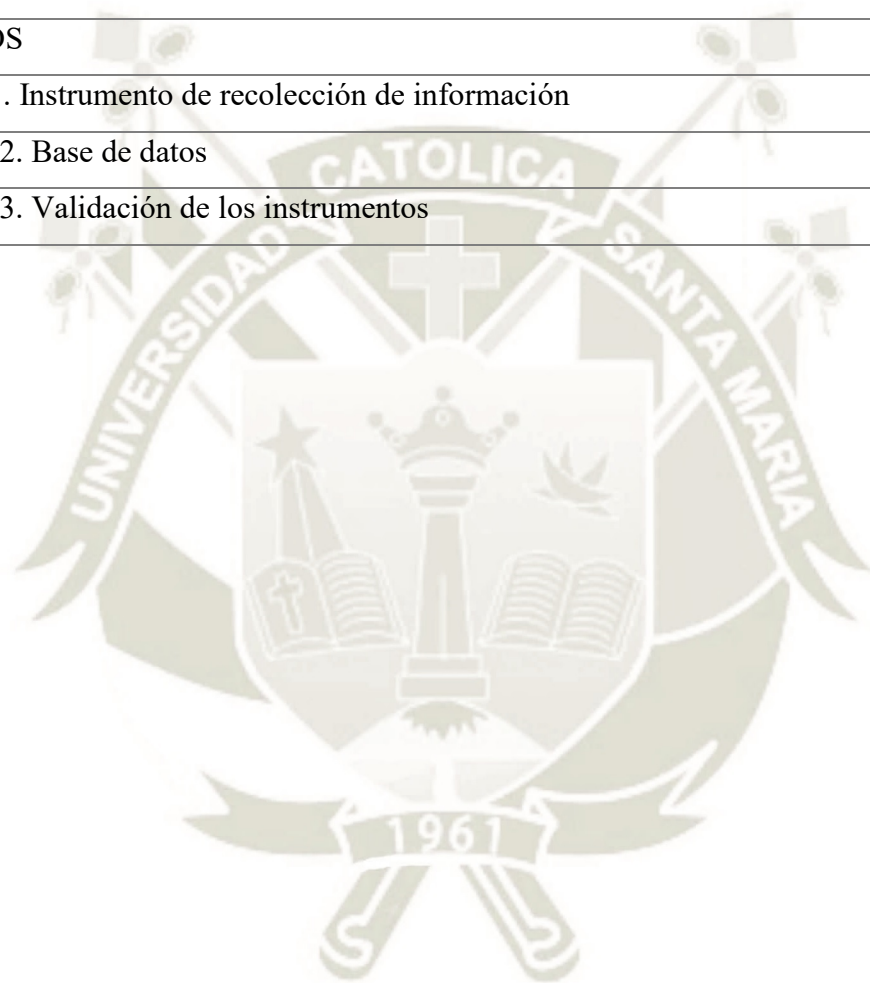 OS
. Instrumento de recolección de información
2. Base de datos
3. Validación de los instrumentos
UNIVERSIDAD CATOLICA SANTA MARIA
1961